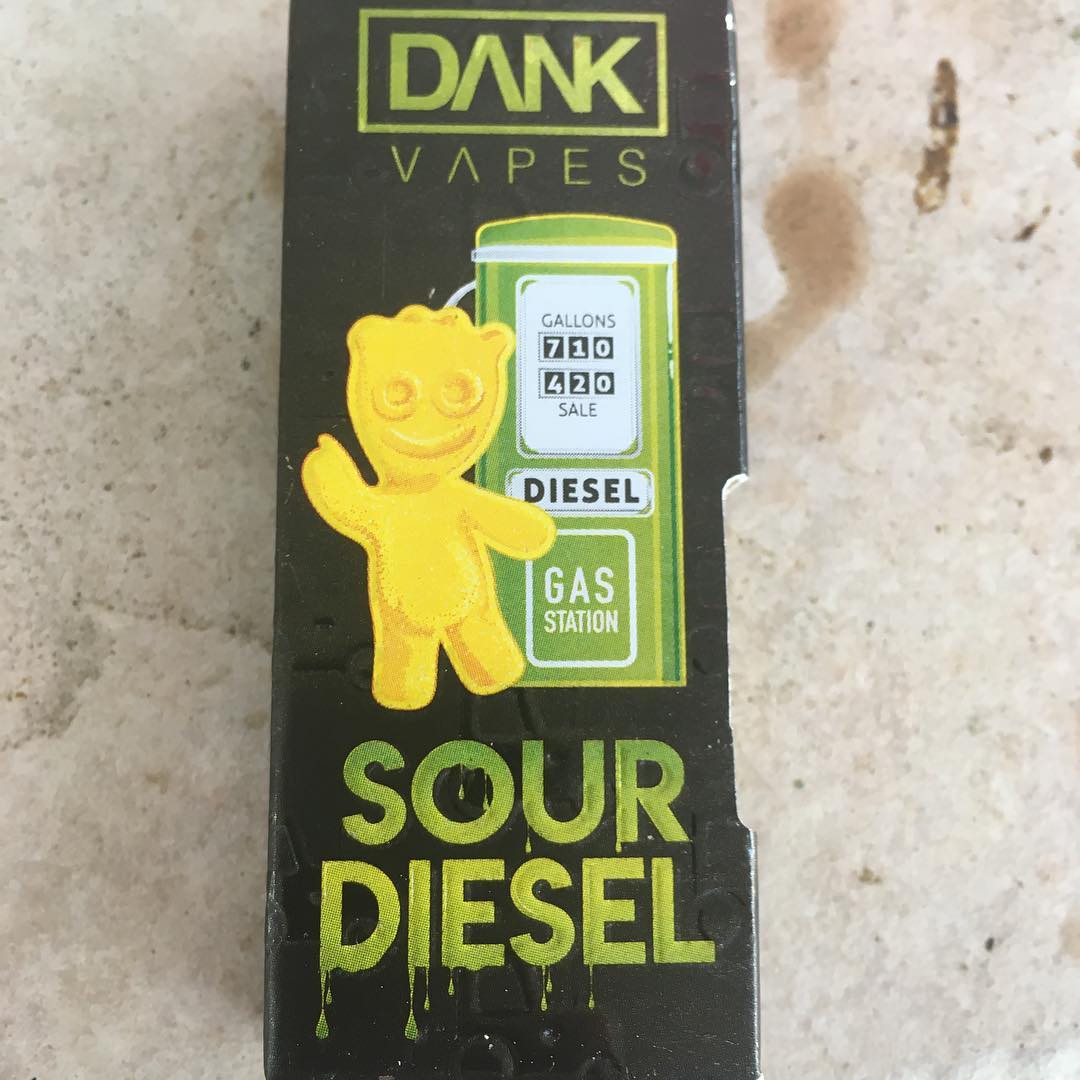 DANK
VAPES
GALLONS
710
420
SALE
DIESEL
GAS
STATION
SOUR
DIESEL